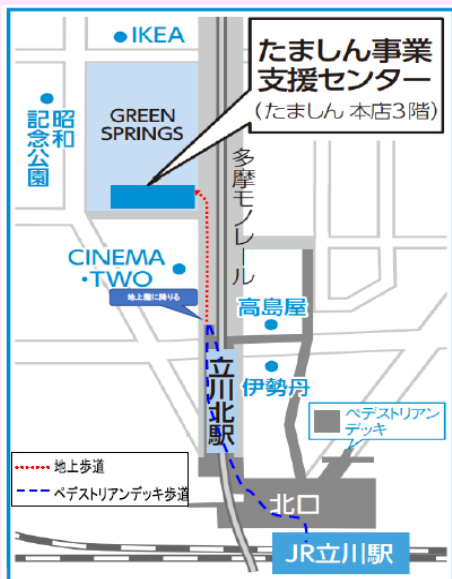 IKEA
たましん事業
支援センター
(たましん 本店3階)
GREEN
SPRINGS
昭和
記念公園
多摩モノレール
CINEMA
・TWO
地上階に降りる
高島屋
伊勢丹
立川北駅
ペデストリアン
デッキ
地上歩道
ペデストリアンデッキ歩道
北口
JR立川駅